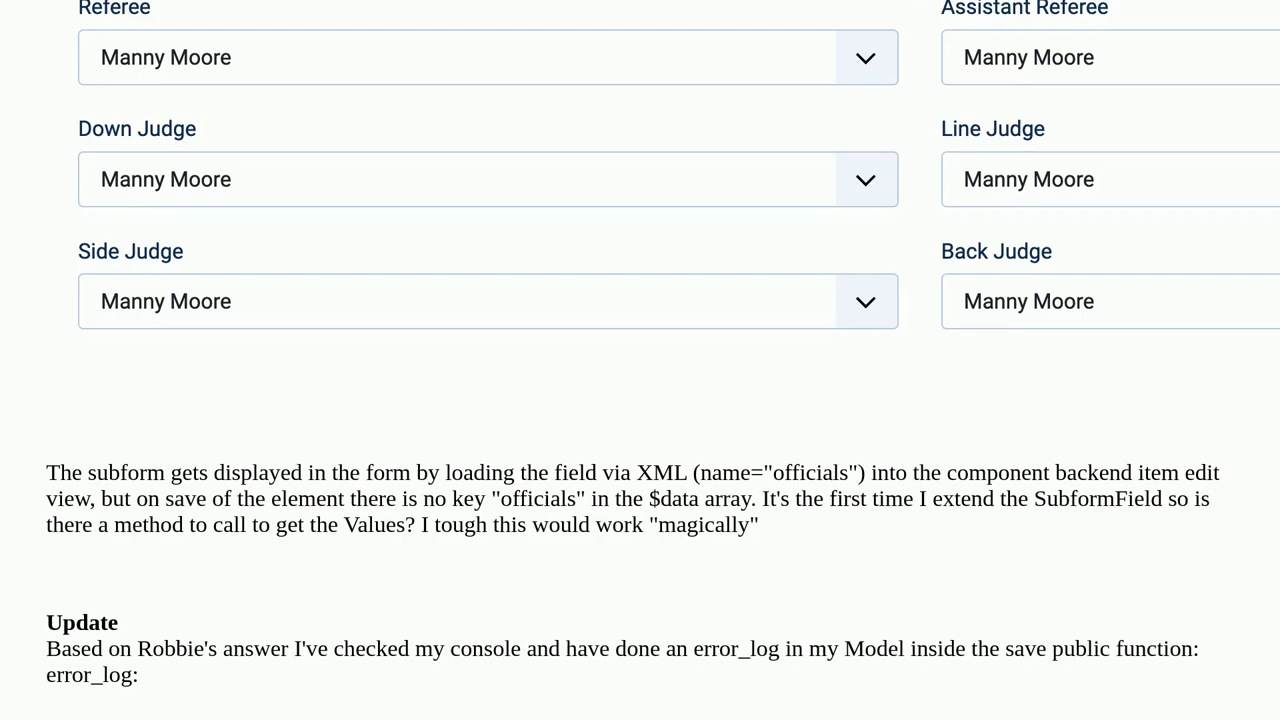 Referee
Assistant Referee
Manny Moore
Manny Moore
Down Judge
Line Judge
Manny Moore
Manny Moore
Side Judge
Back Judge
Manny Moore
Manny Moore
The subform gets displayed in the form by loading the field via XML (name="officials") into the component backend item edit
view, but on save of the element there is no key "officials" in the $data array. It's the first time I extend the SubformField so is
there a method to call to get the Values? I tough this would work "magically"
Update
Based on Robbie's answer I've checked my console and have done an error_log in my Model inside the save public function:
error_log: